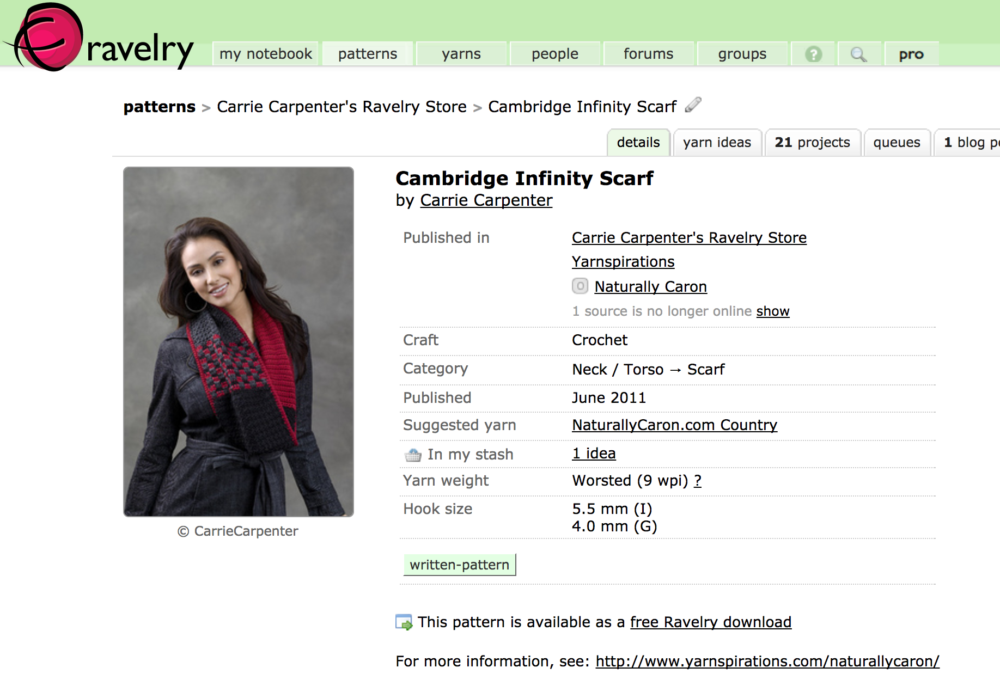 ravelry
my notebook patterns yarns people forums groups ? pro
patterns > Carrie Carpenter's Ravelry Store > Cambridge Infinity Scarf
details yarn ideas 21 projects queues 1 blog
Cambridge Infinity Scarf
by Carrie Carpenter
Published in Carrie Carpenter's Ravelry Store
Yarnspirations
Naturally Caron
1 source is no longer online show
Craft Crochet
Category Neck / Torso → Scarf
Published June 2011
Suggested yarn NaturallyCaron.com Country
In my stash 1 idea
Yarn weight Worsted (9 wpi) ?
Hook size 5.5 mm (I)
4.0 mm (G)
© CarrieCarpenter
written-pattern
This pattern is available as a free Ravelry download
For more information, see: http://www.yarnspirations.com/naturallycaron/